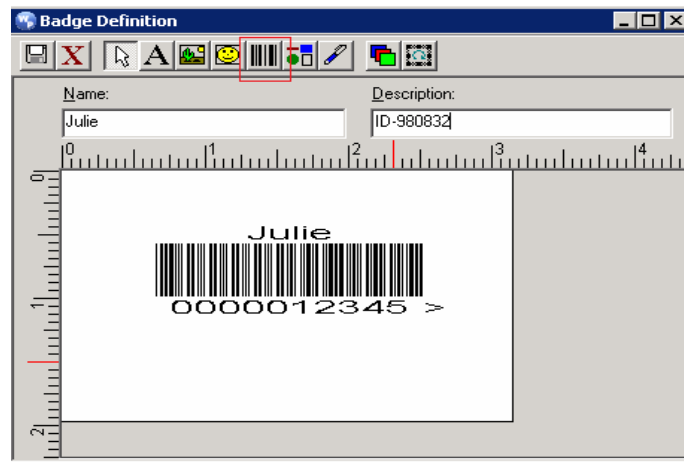 Badge Definition
X A
Name: Description:
Julie ID-980832
0 1 2 3 4
0
1
2
Julie
0000012345 >